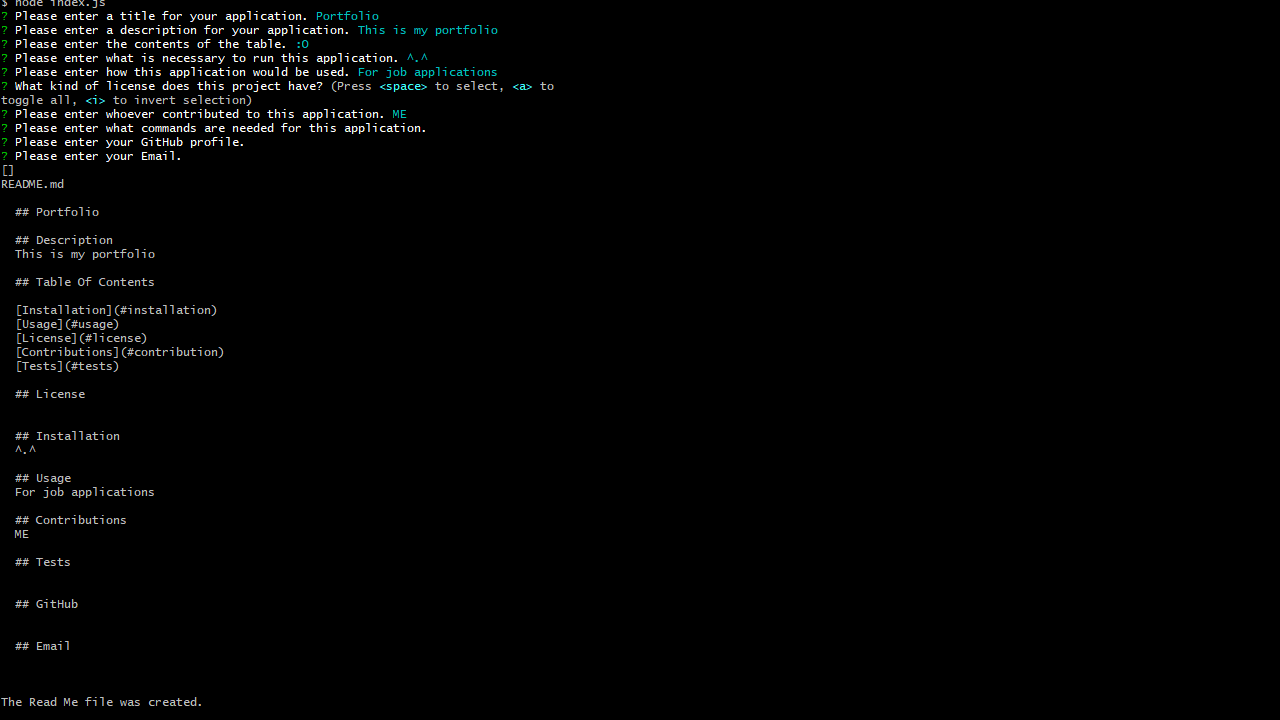 $ node index.js
? Please enter a title for your application. Portfolio
? Please enter a description for your application. This is my portfolio
? Please enter the contents of the table. :O
? Please enter what is necessary to run this application. ^.^
? Please enter how this application would be used. For job applications
? What kind of license does this project have? (Press <space> to select, <a> to
toggle all, <i> to invert selection)
? Please enter whoever contributed to this application. ME
? Please enter what commands are needed for this application.
? Please enter your GitHub profile.
? Please enter your Email.
[]
README.md
## Portfolio
## Description
This is my portfolio
## Table Of Contents
[Installation](#installation)
[Usage](#usage)
[License](#license)
[Contributions](#contribution)
[Tests](#tests)
## License
## Installation
^.^
## Usage
For job applications
## Contributions
ME
## Tests
## GitHub
## Email
The Read Me file was created.